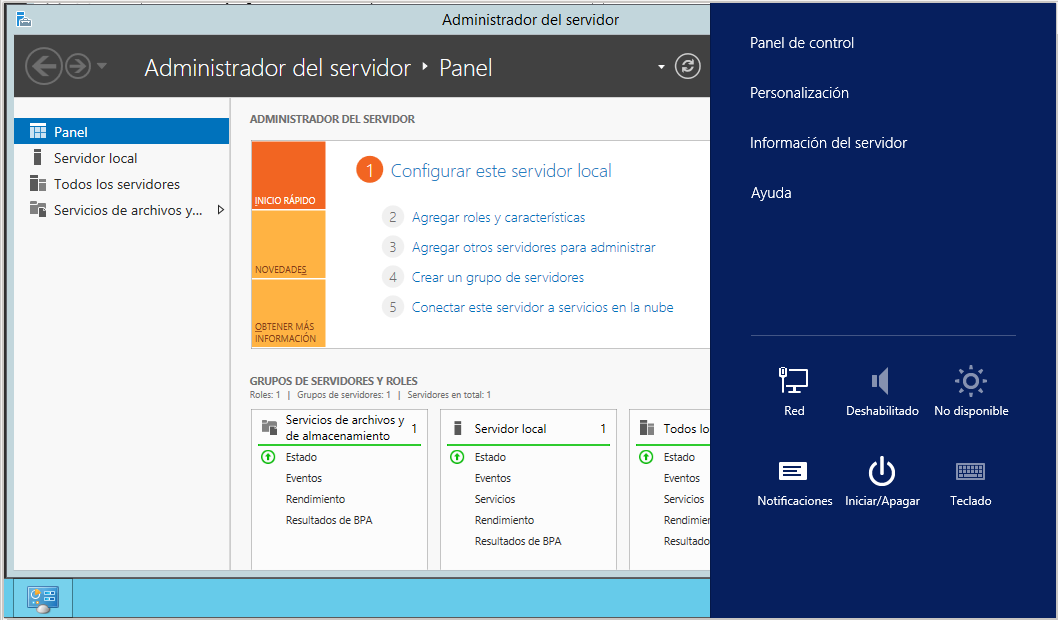 Administrador del servidor
Administrador del servidor ‣ Panel
Panel
Servidor local
Todos los servidores
Servicios de archivos y...
ADMINISTRADOR DEL SERVIDOR
INICIO RÁPIDO
NOVEDADES
OBTENER MÁS
INFORMACIÓN
1 Configurar este servidor local
2 Agregar roles y características
3 Agregar otros servidores para administrar
4 Crear un grupo de servidores
5 Conectar este servidor a servicios en la nube
GRUPOS DE SERVIDORES Y ROLES
Roles: 1 | Grupos de servidores: 1 | Servidores en total: 1
Servicios de archivos y
de almacenamiento 1
Estado
Eventos
Rendimiento
Resultados de BPA
Servidor local 1
Estado
Eventos
Servicios
Rendimiento
Resultados de BPA
Todos lo
Estado
Eventos
Servicios
Rendimie
Resultado
Panel de control
Personalización
Información del servidor
Ayuda
Red
Deshabilitado
No disponible
Notificaciones
Iniciar/Apagar
Teclado